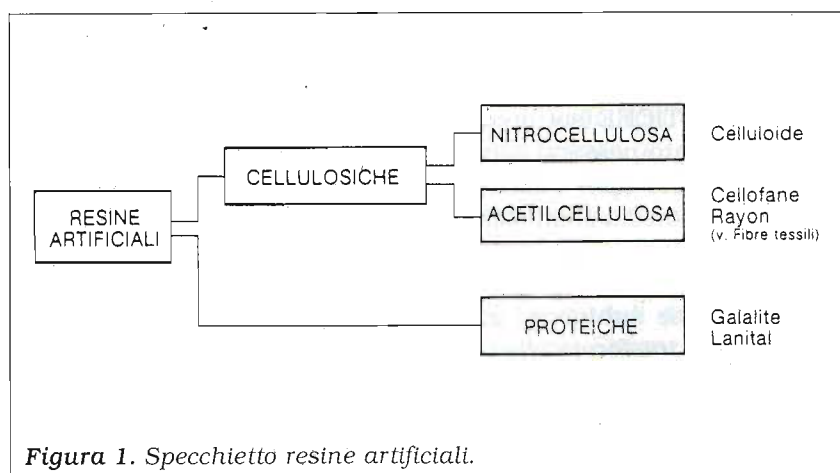 NITROCELLULOSA Celluloide
CELLULOSICHE
RESINE
ARTIFICIALI
ACETILCELLULOSA Cellofane
Rayon
(v. Fibre tessili)
PROTEICHE Galalite
Lanital
Figura 1. Specchietto resine artificiali.